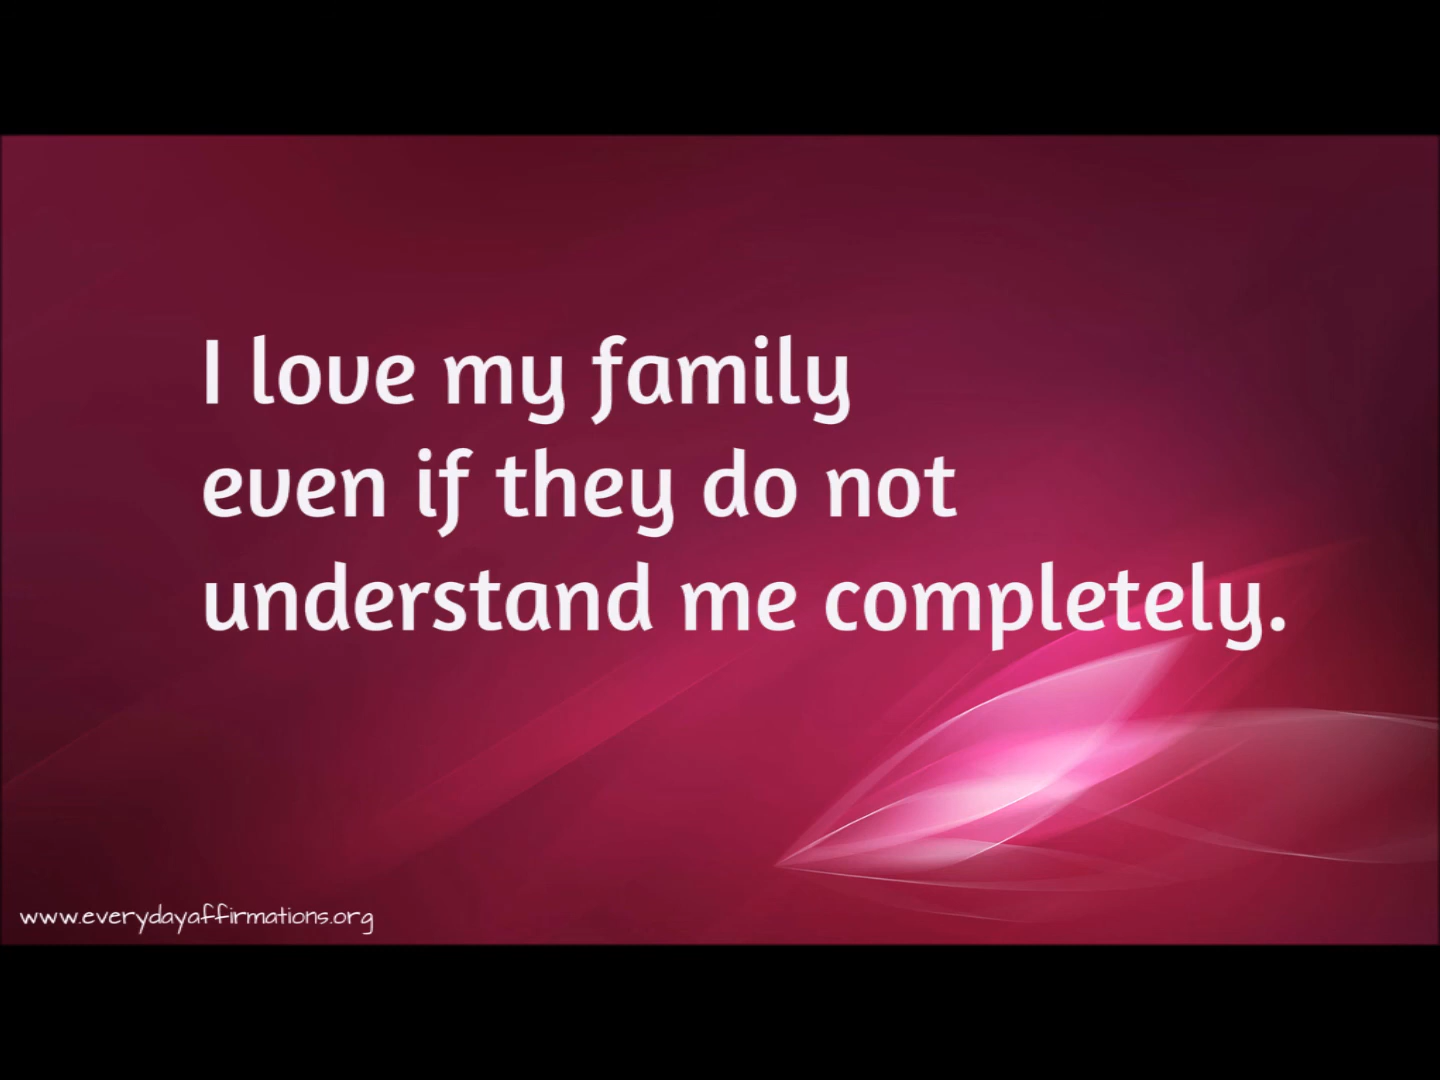 I love my family
even if they do not
understand me completely.
www.everydayaffirmations.org